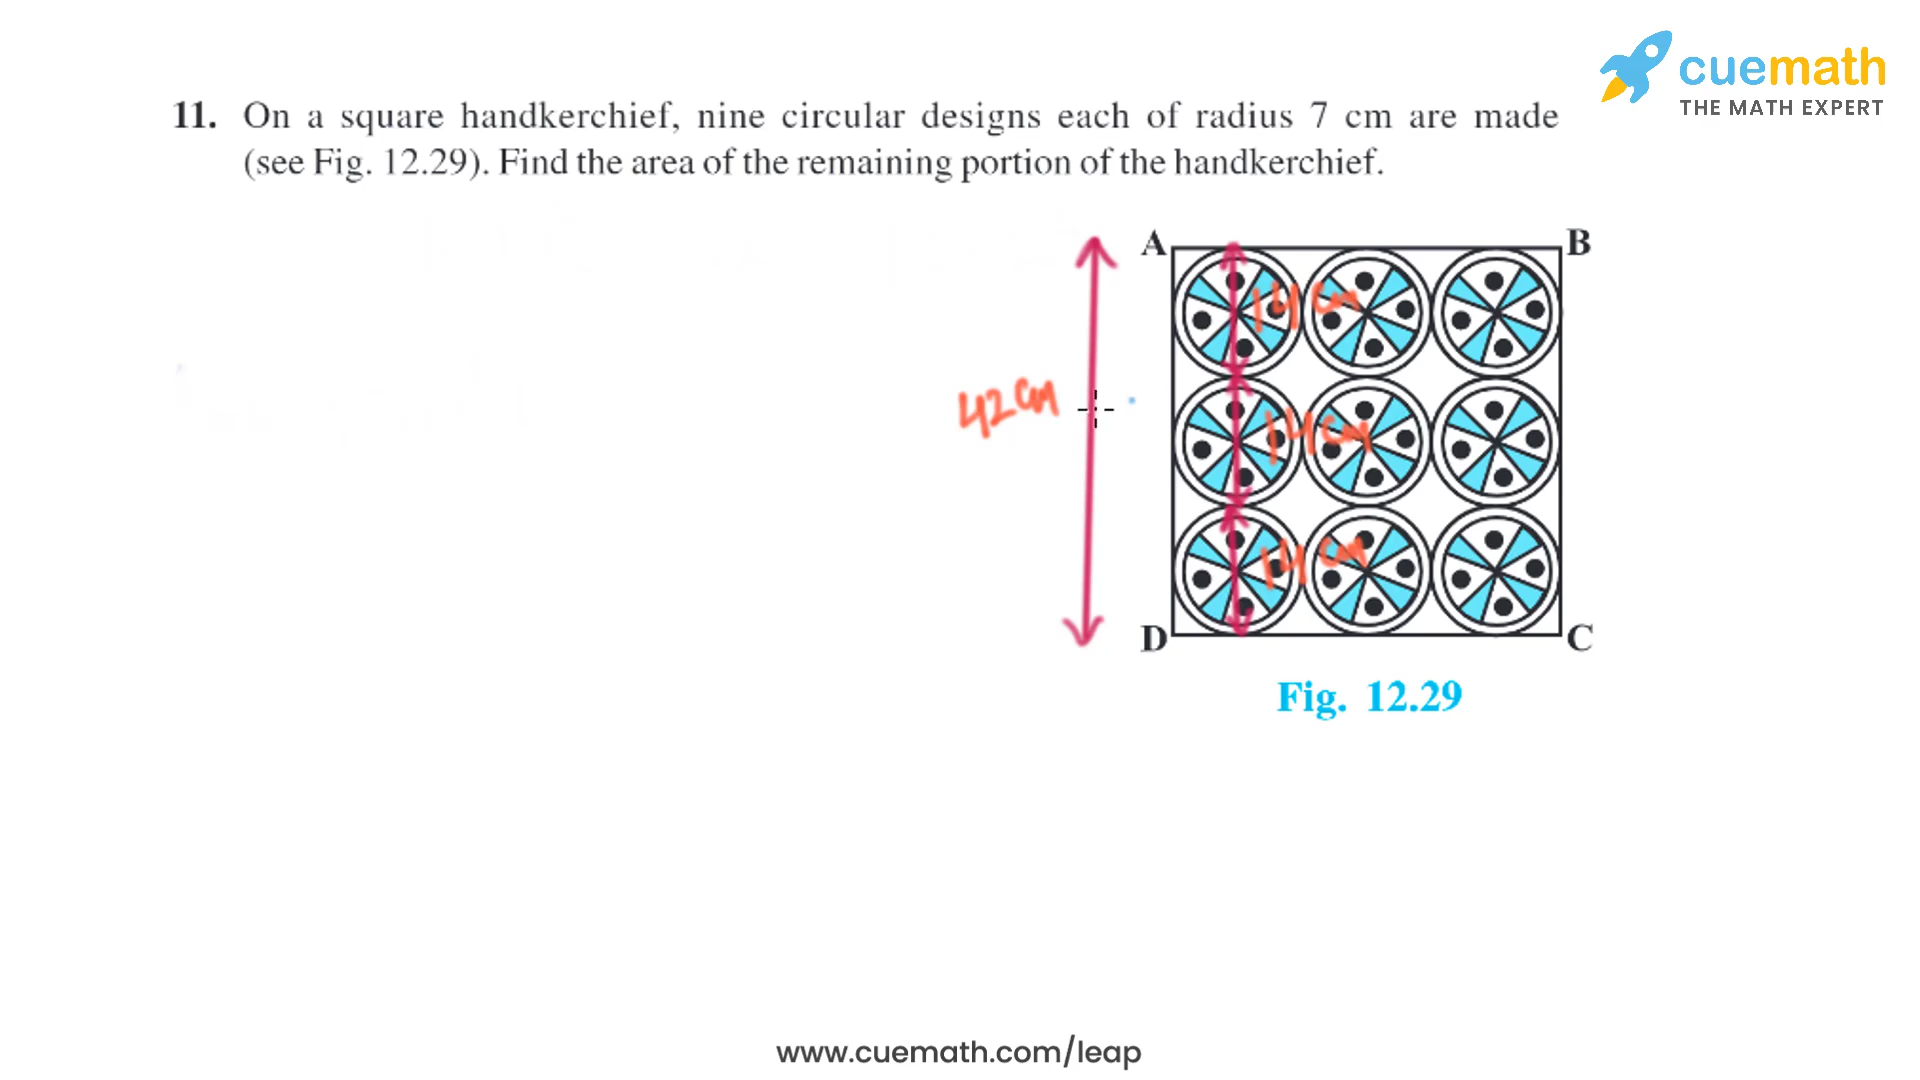 cuemath
THE MATH EXPERT
11. On a square handkerchief, nine circular designs each of radius 7 cm are made
(see Fig. 12.29). Find the area of the remaining portion of the handkerchief.
A
B
14 cm
42 cm
14 cm
14 cm
D
C
Fig. 12.29
www.cuemath.com/leap